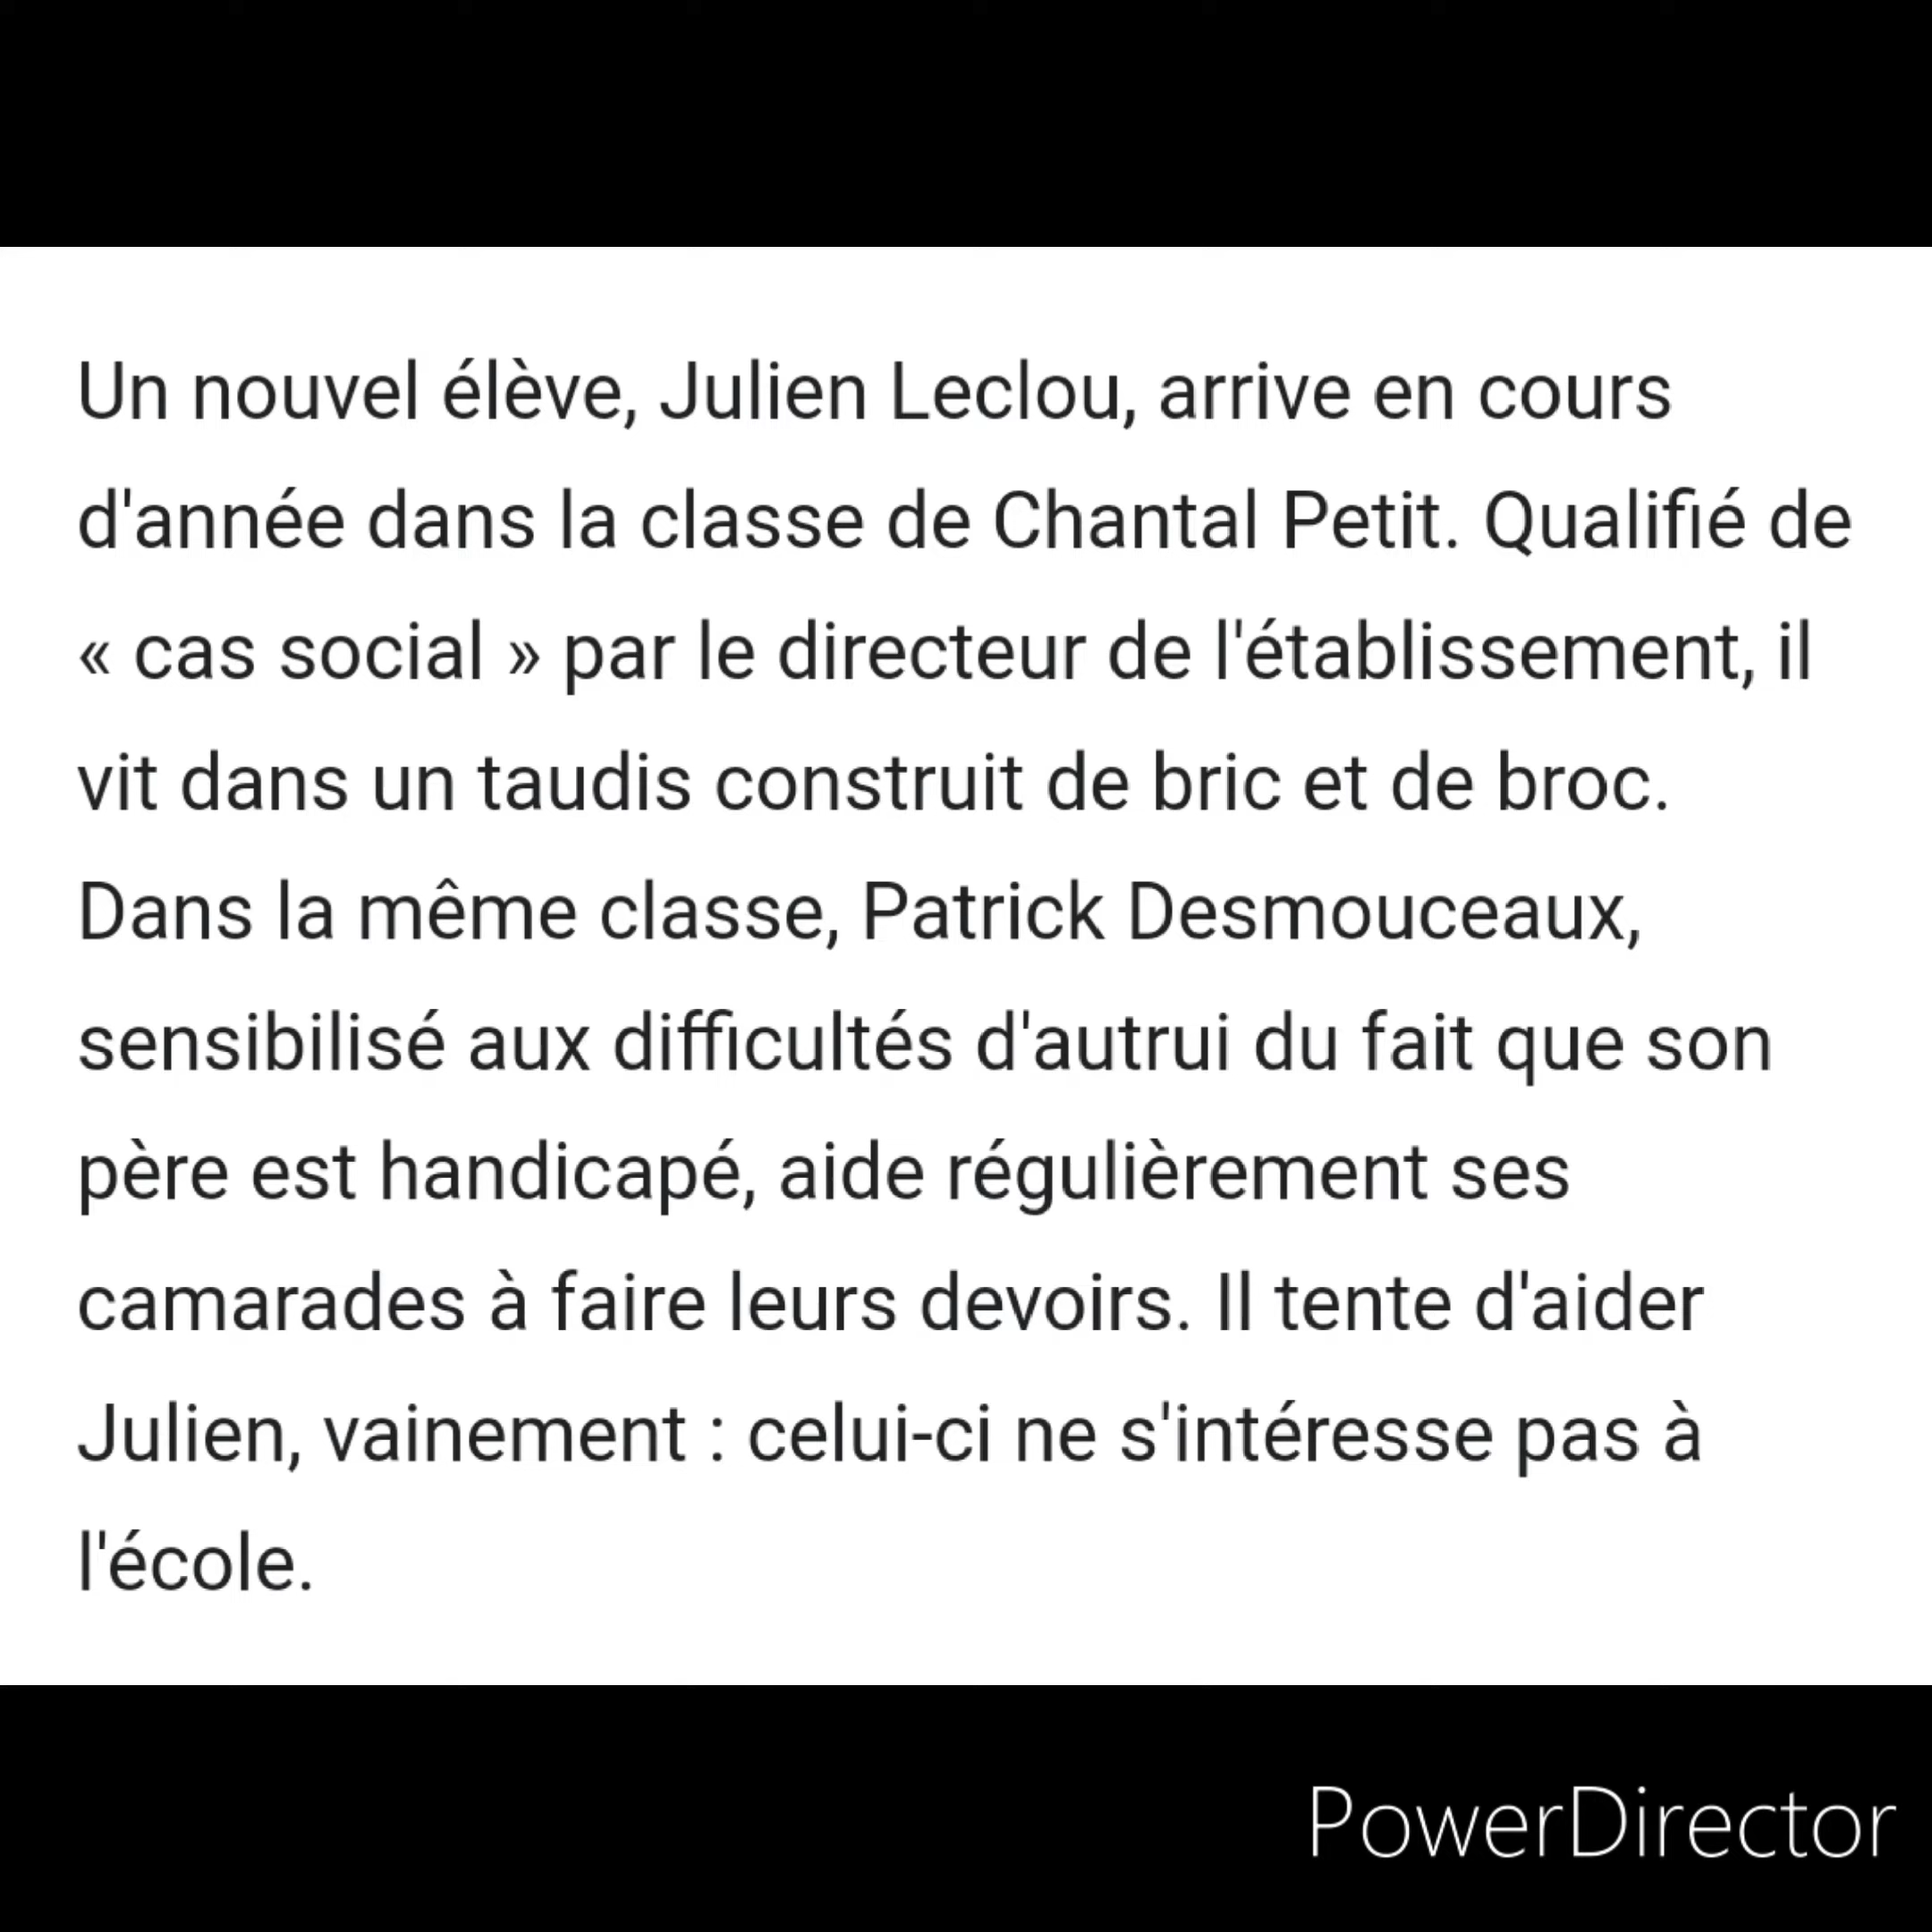 Un nouvel élève, Julien Leclou, arrive en cours
d'année dans la classe de Chantal Petit. Qualifié de
« cas social » par le directeur de l'établissement, il
vit dans un taudis construit de bric et de broc.
Dans la même classe, Patrick Desmouceaux,
sensibilisé aux difficultés d'autrui du fait que son
père est handicapé, aide régulièrement ses
camarades à faire leurs devoirs. Il tente d'aider
Julien, vainement : celui-ci ne s'intéresse pas à
l'école.
PowerDirector